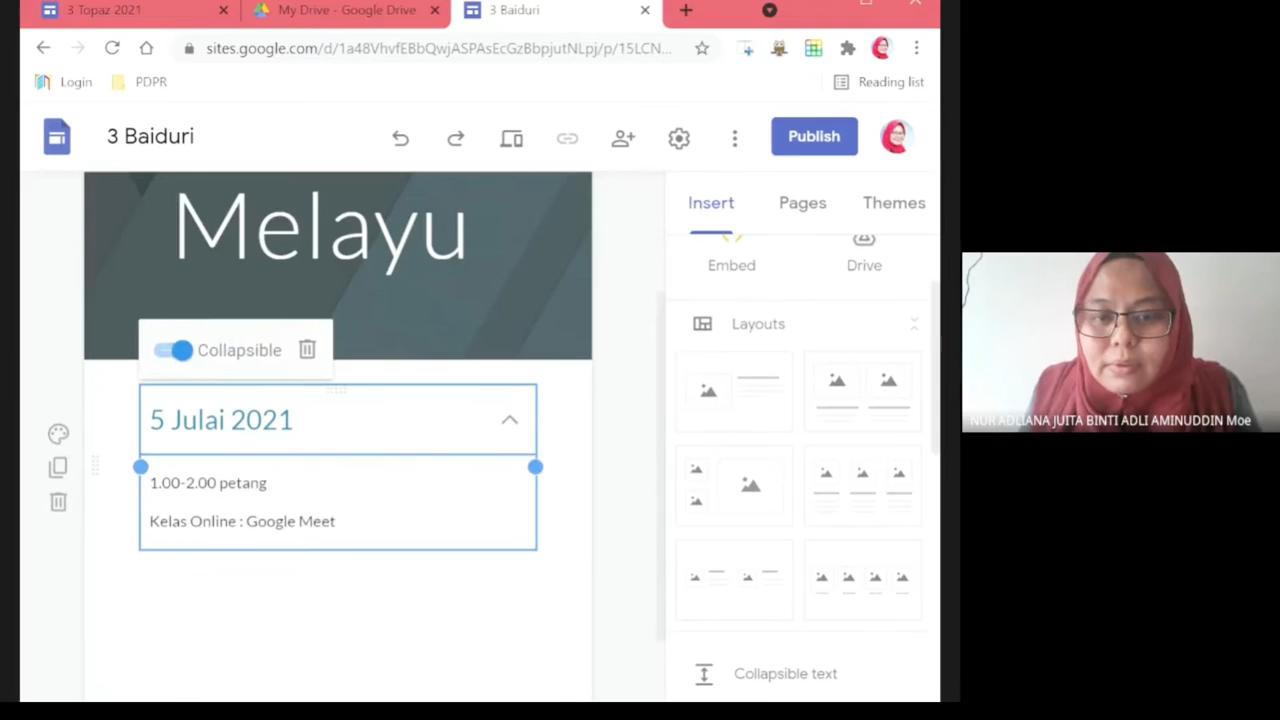 3 Topaz 2021
My Drive - Google Drive
3 Baiduri
sites.google.com/d/1a48VhvfEBbQwjASPAsEcGzBbpjutNLpj/p/15LCN...
Login
PDPR
Reading list
3 Baiduri
Publish
Melayu
Insert
Pages
Themes
Embed
Drive
Layouts
Collapsible
5 Julai 2021
1.00-2.00 petang
Kelas Online : Google Meet
Collapsible text
NUR ADLIANA JUITA BINTI ADLI AMINUDDIN Moe